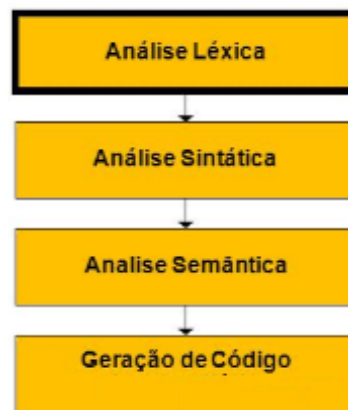 Análise Léxica
Análise Sintática
Analise Semântica
Geração de Código